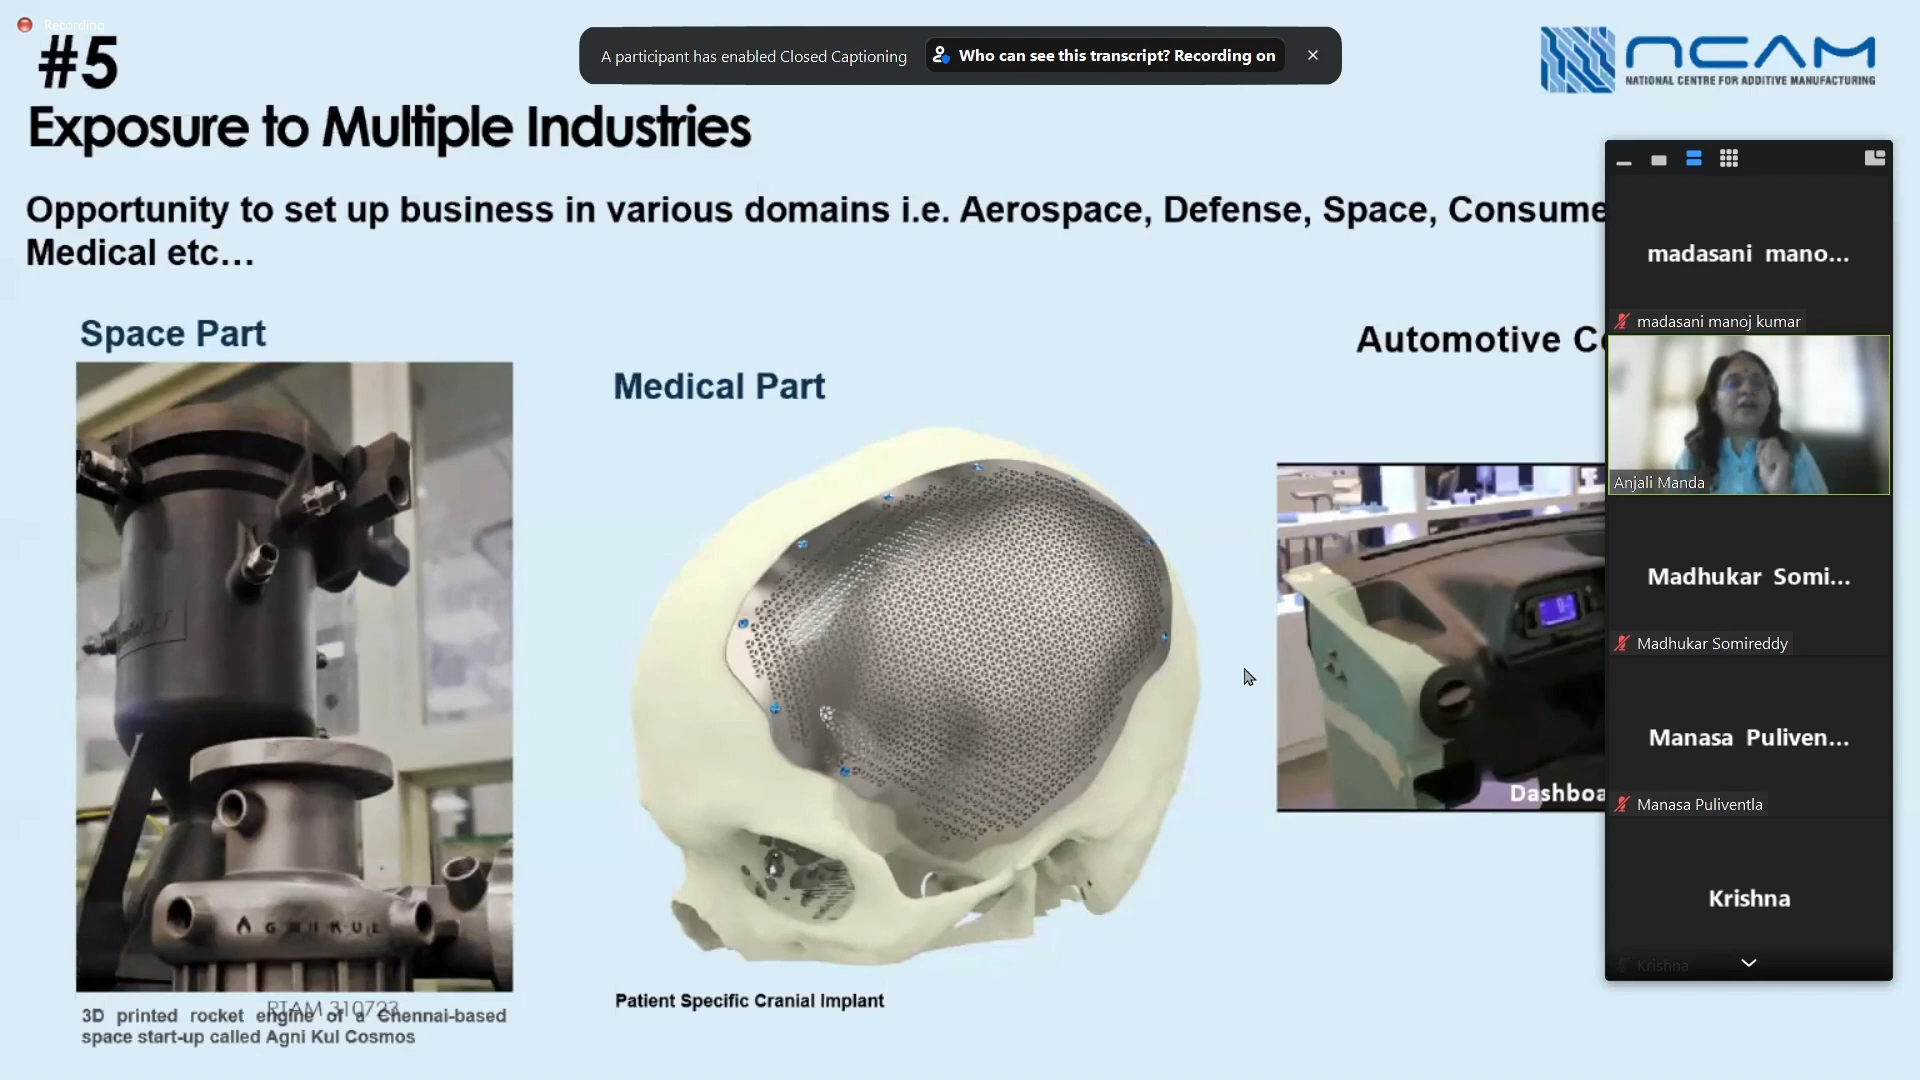 Recording
#5
Exposure to Multiple Industries
A participant has enabled Closed Captioning
Who can see this transcript? Recording on
NCAM
NATIONAL CENTRE FOR ADDITIVE MANUFACTURING
Opportunity to set up business in various domains i.e. Aerospace, Defense, Space, Consume
Medical etc...
Space Part
Medical Part
Automotive Co
AGNIKUL
3D printed rocket engine of a Chennai-based
space start-up called Agni Kul Cosmos
RTAM 310723
Patient Specific Cranial Implant
Dashboa
madasani mano...
madasani manoj kumar
Anjali Manda
Madhukar Somi...
Madhukar Somireddy
Manasa Puliven...
Manasa Puliventla
Krishna
Krishna